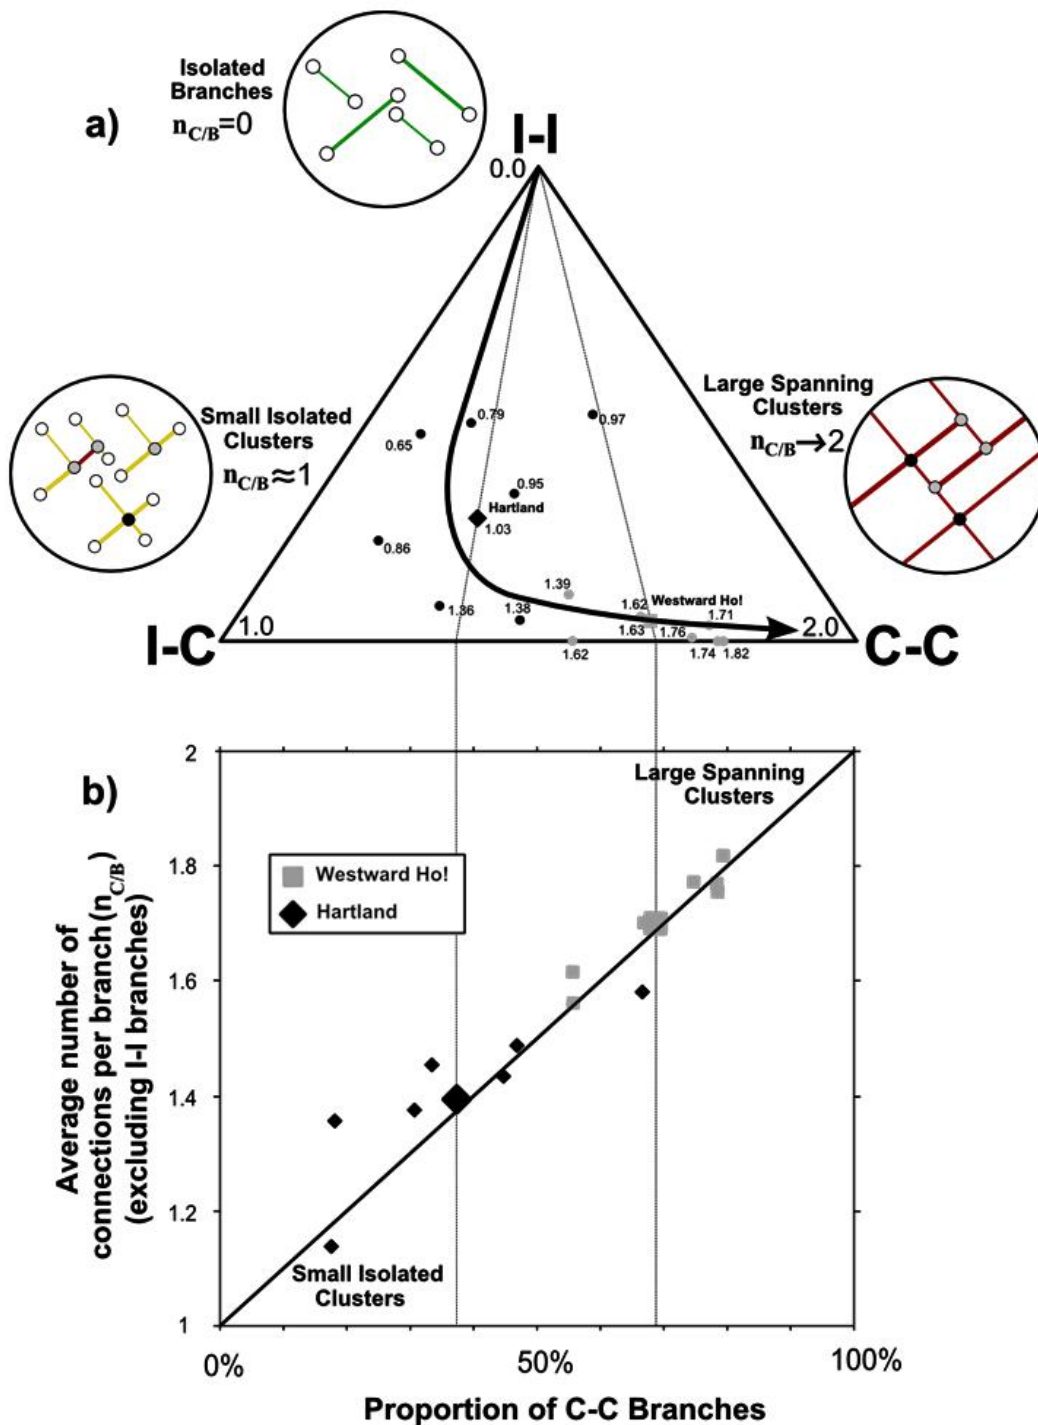 a)
Isolated
Branches
n_C/B=0
I-I
0.0
Small Isolated
Clusters
n_C/B≈1
Large Spanning
Clusters
n_C/B→2
0.79
0.65
0.97
0.95
Hartland
1.03
0.86
1.39
1.36
1.38
1.62
Westward Ho!
1.71
1.63
1.76
1.62
1.74
1.82
I-C
1.0
2.0
C-C
b)
2
1.8
1.6
1.4
1.2
1
Large Spanning
Clusters
Westward Ho!
Hartland
Small Isolated
Clusters
Average number of
connections per branch (n_C/B)
(excluding I-I branches)
0%
50%
100%
Proportion of C-C Branches